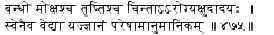 बन्धो मोक्षश्च तृप्तिश्च चिन्ताऽऽरोग्यक्षुदादयः ।
स्वेनैव वेद्या यज्ज्ञानं परेषामानुमानिकम् ॥ ४७५॥